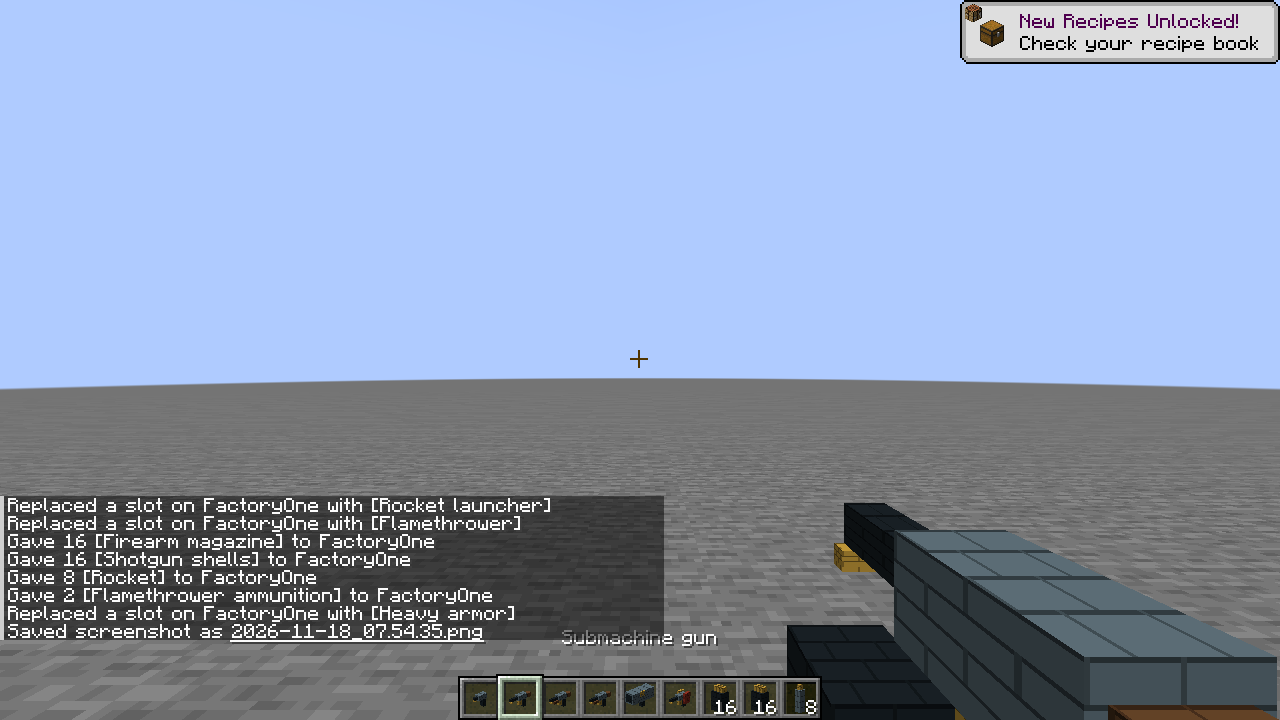 New Recipes Unlocked!
Check your recipe book
Replaced a slot on FactoryOne with [Rocket launcher]
Replaced a slot on FactoryOne with [Flamethrower]
Gave 16 [Firearm magazine] to FactoryOne
Gave 16 [Shotgun shells] to FactoryOne
Gave 8 [Rocket] to FactoryOne
Gave 2 [Flamethrower ammunition] to FactoryOne
Replaced a slot on FactoryOne with [Heavy armor]
Saved screenshot as 2026-11-18_07.54.35.png
Submachine gun
16 16 8